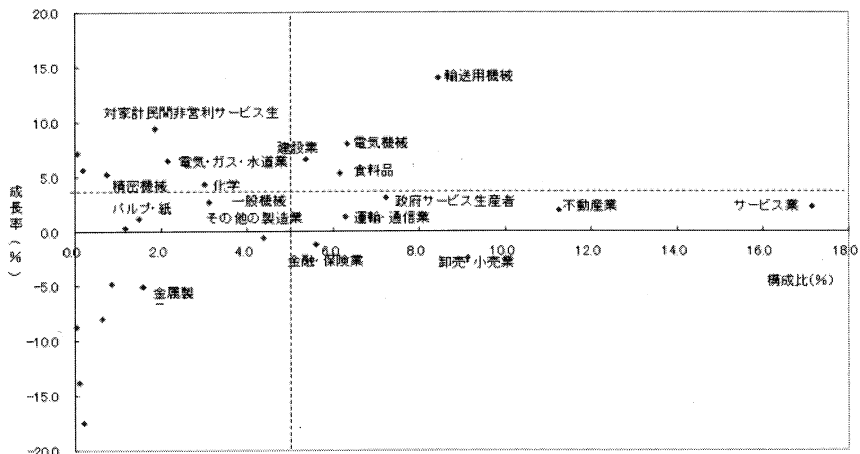 20.0
15.0
輸送用機械
対家計民間非営利サービス生
10.0
建設業
電気機械
電気・ガス・水道業
食料品
5.0
精密機械
化学
成長率(%)
パルプ・紙
一般機械
政府サービス生産者
その他の製造業
運輸・通信業
不動産業
サービス業
0.0
0.0
2.0
4.0
6.0
8.0
10.0
12.0
14.0
16.0
18.0
金融・保険業
卸売・小売業
構成比(%)
-5.0
金属製
-10.0
-15.0
-20.0